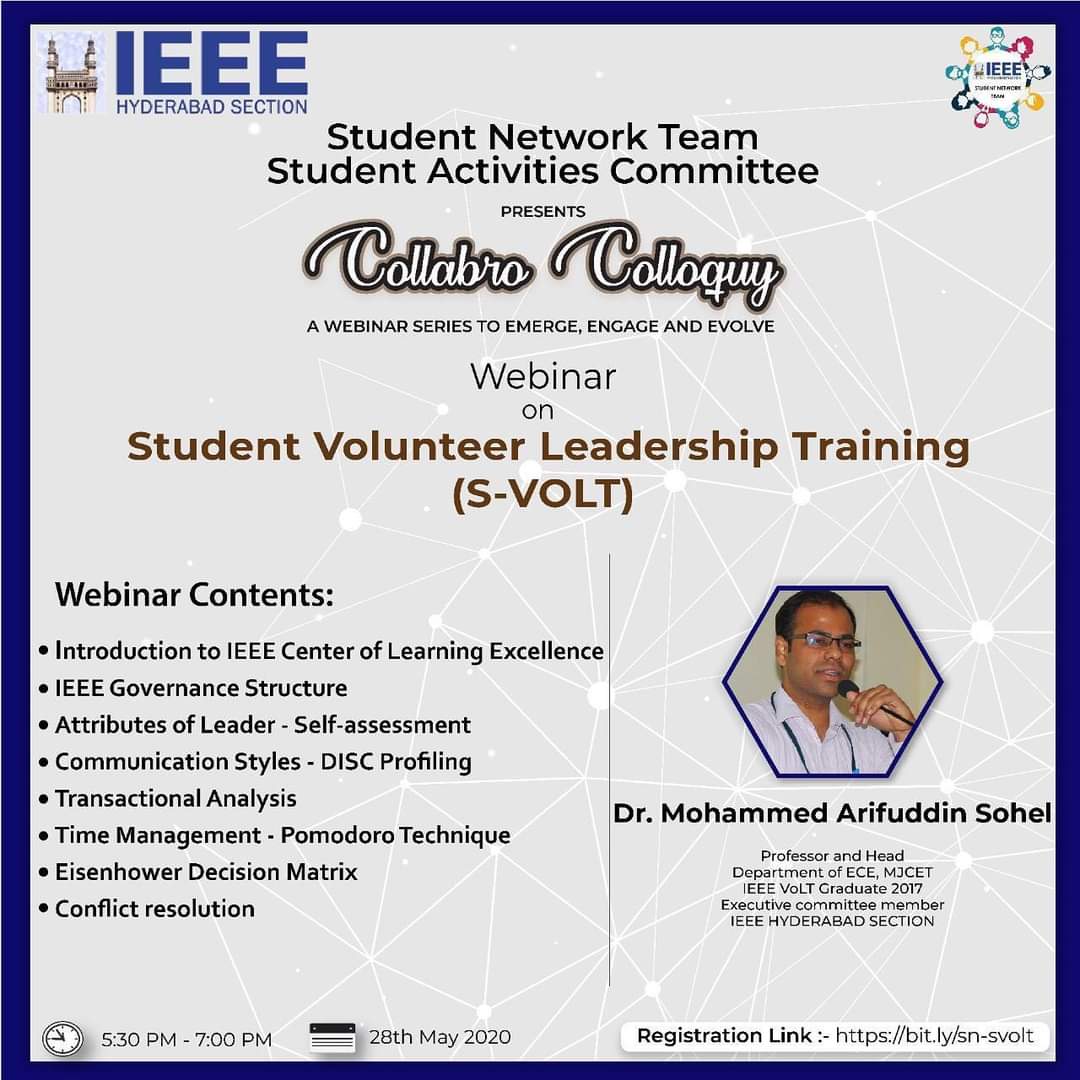 IEEE
HYDERABAD SECTION
IEEE
STUDENT NETWORK
TEAM
Student Network Team
Student Activities Committee
PRESENTS
Collabro Colloquy
A WEBINAR SERIES TO EMERGE, ENGAGE AND EVOLVE
Webinar
on
Student Volunteer Leadership Training
(S-VOLT)
Webinar Contents:
• Introduction to IEEE Center of Learning Excellence
• IEEE Governance Structure
• Attributes of Leader - Self-assessment
• Communication Styles - DISC Profiling
• Transactional Analysis
• Time Management - Pomodoro Technique
• Eisenhower Decision Matrix
• Conflict resolution
Dr. Mohammed Arifuddin Sohel
Professor and Head
Department of ECE, MJCET
IEEE VoLT Graduate 2017
Executive committee member
IEEE HYDERABAD SECTION
5:30 PM - 7:00 PM
28th May 2020
Registration Link :- https://bit.ly/sn-svolt